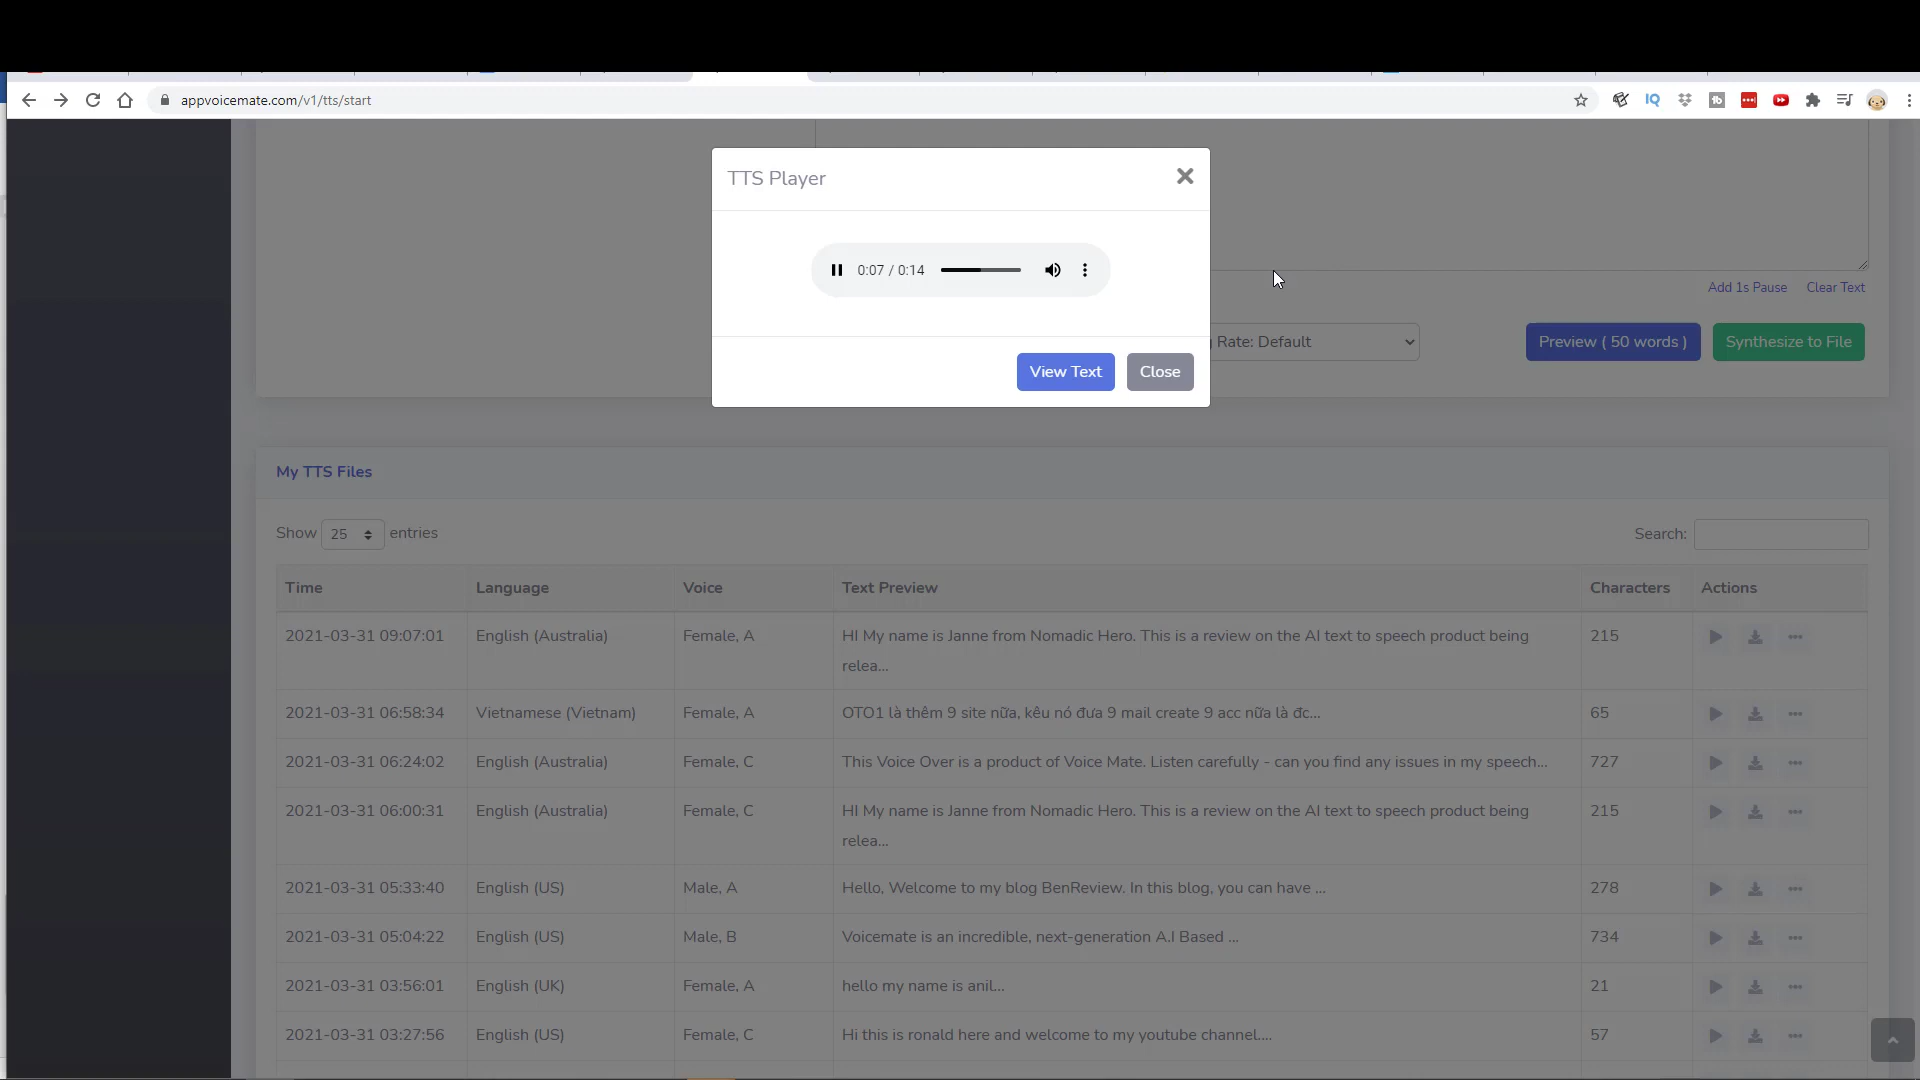 appvoicemate.com/v1/tts/start
TTS Player
0:07 / 0:14
Add 1s Pause Clear Text
Rate: Default
Preview ( 50 words )
Synthesize to File
View Text
Close
My TTS Files
Show 25 entries
Search:
Time Language Voice Text Preview Characters Actions
2021-03-31 09:07:01 English (Australia) Female, A HI My name is Janne from Nomadic Hero. This is a review on the AI text to speech product being 215
relea...
2021-03-31 06:58:34 Vietnamese (Vietnam) Female, A OTO1 là thêm 9 site nữa, kêu nó đưa 9 mail create 9 acc nữa là đc... 65
2021-03-31 06:24:02 English (Australia) Female, C This Voice Over is a product of Voice Mate. Listen carefully - can you find any issues in my speech... 727
2021-03-31 06:00:31 English (Australia) Female, C HI My name is Janne from Nomadic Hero. This is a review on the AI text to speech product being 215
relea...
2021-03-31 05:33:40 English (US) Male, A Hello, Welcome to my blog BenReview. In this blog, you can have ... 278
2021-03-31 05:04:22 English (US) Male, B Voicemate is an incredible, next-generation A.I Based ... 734
2021-03-31 03:56:01 English (UK) Female, A hello my name is anil... 21
2021-03-31 03:27:56 English (US) Female, C Hi this is ronald here and welcome to my youtube channel.... 57